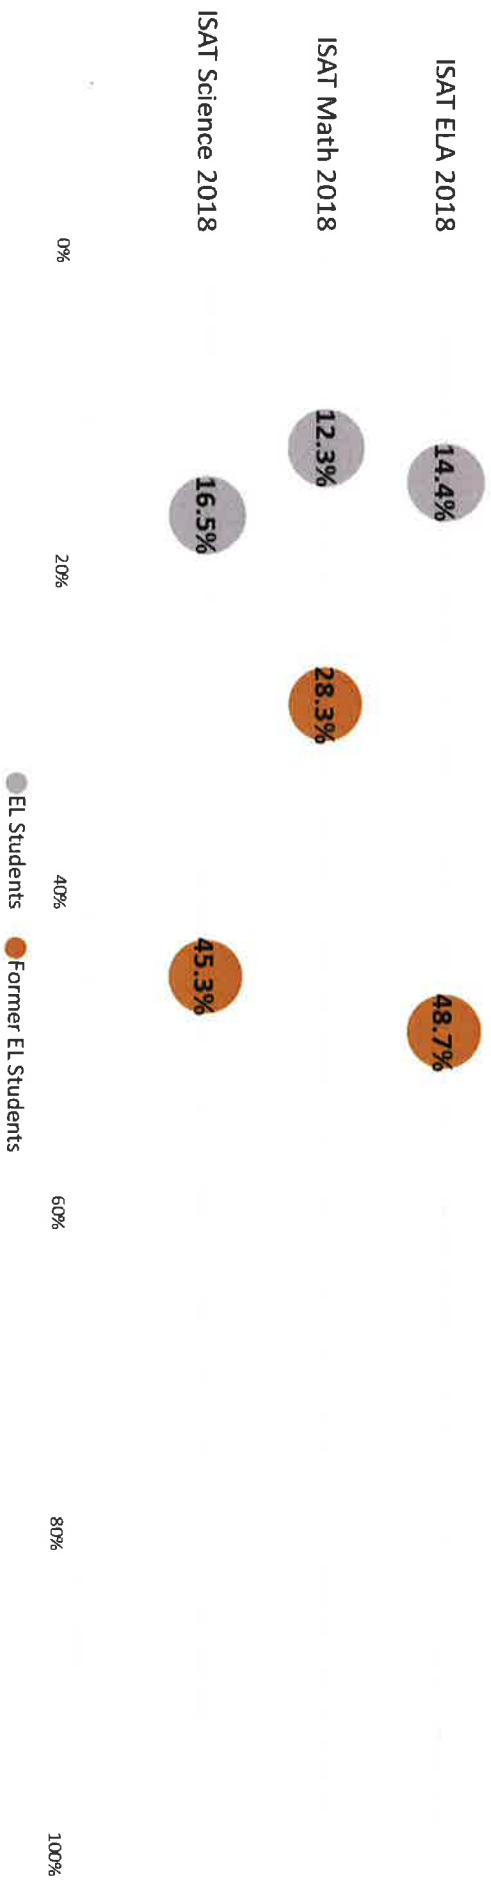 ISAT ELA 2018 14.4% 48.7%
ISAT Math 2018 12.3% 28.3%
ISAT Science 2018 16.5% 45.3%
0% 20% 40% 60% 80% 100%
EL Students Former EL Students